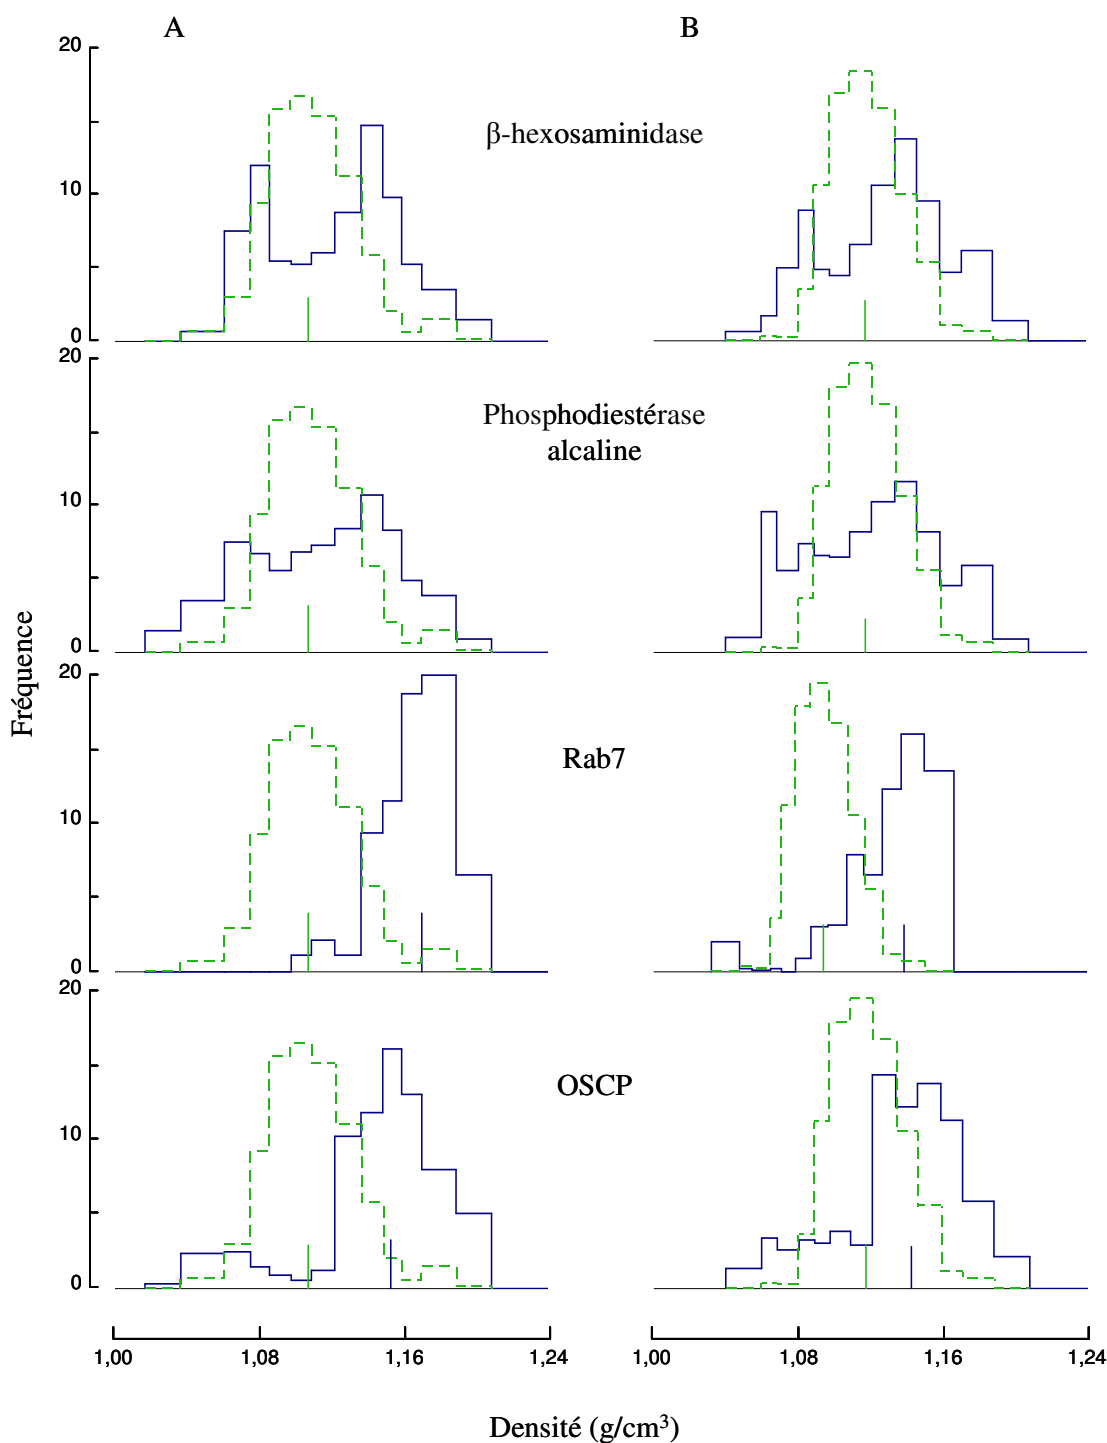 A B
20
10
0
β-hexosaminidase
20
10
0
Phosphodiestérase
alcaline
20
10
0
Rab7
20
10
0
OSCP
Fréquence
1,00 1,08 1,16 1,24 1,00 1,08 1,16 1,24
Densité (g/cm³)